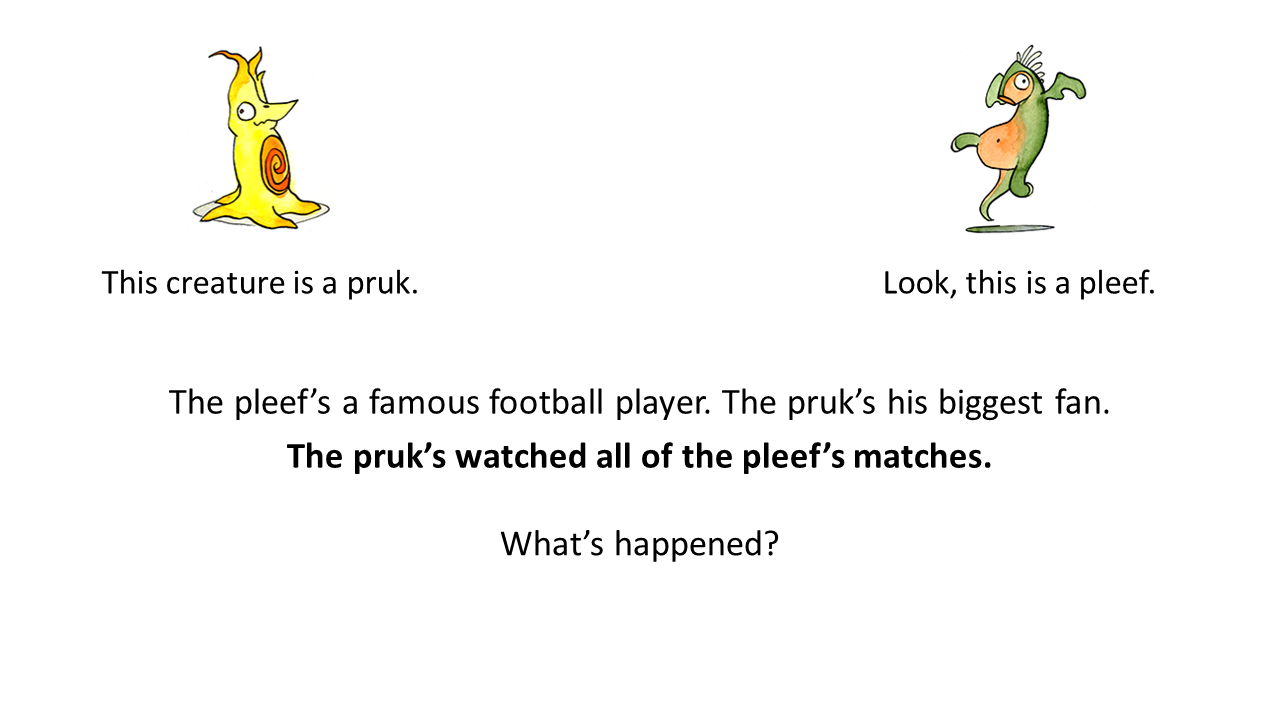 This creature is a pruk.
Look, this is a pleef.
The pleef’s a famous football player. The pruk’s his biggest fan.
The pruk’s watched all of the pleef’s matches.
What’s happened?